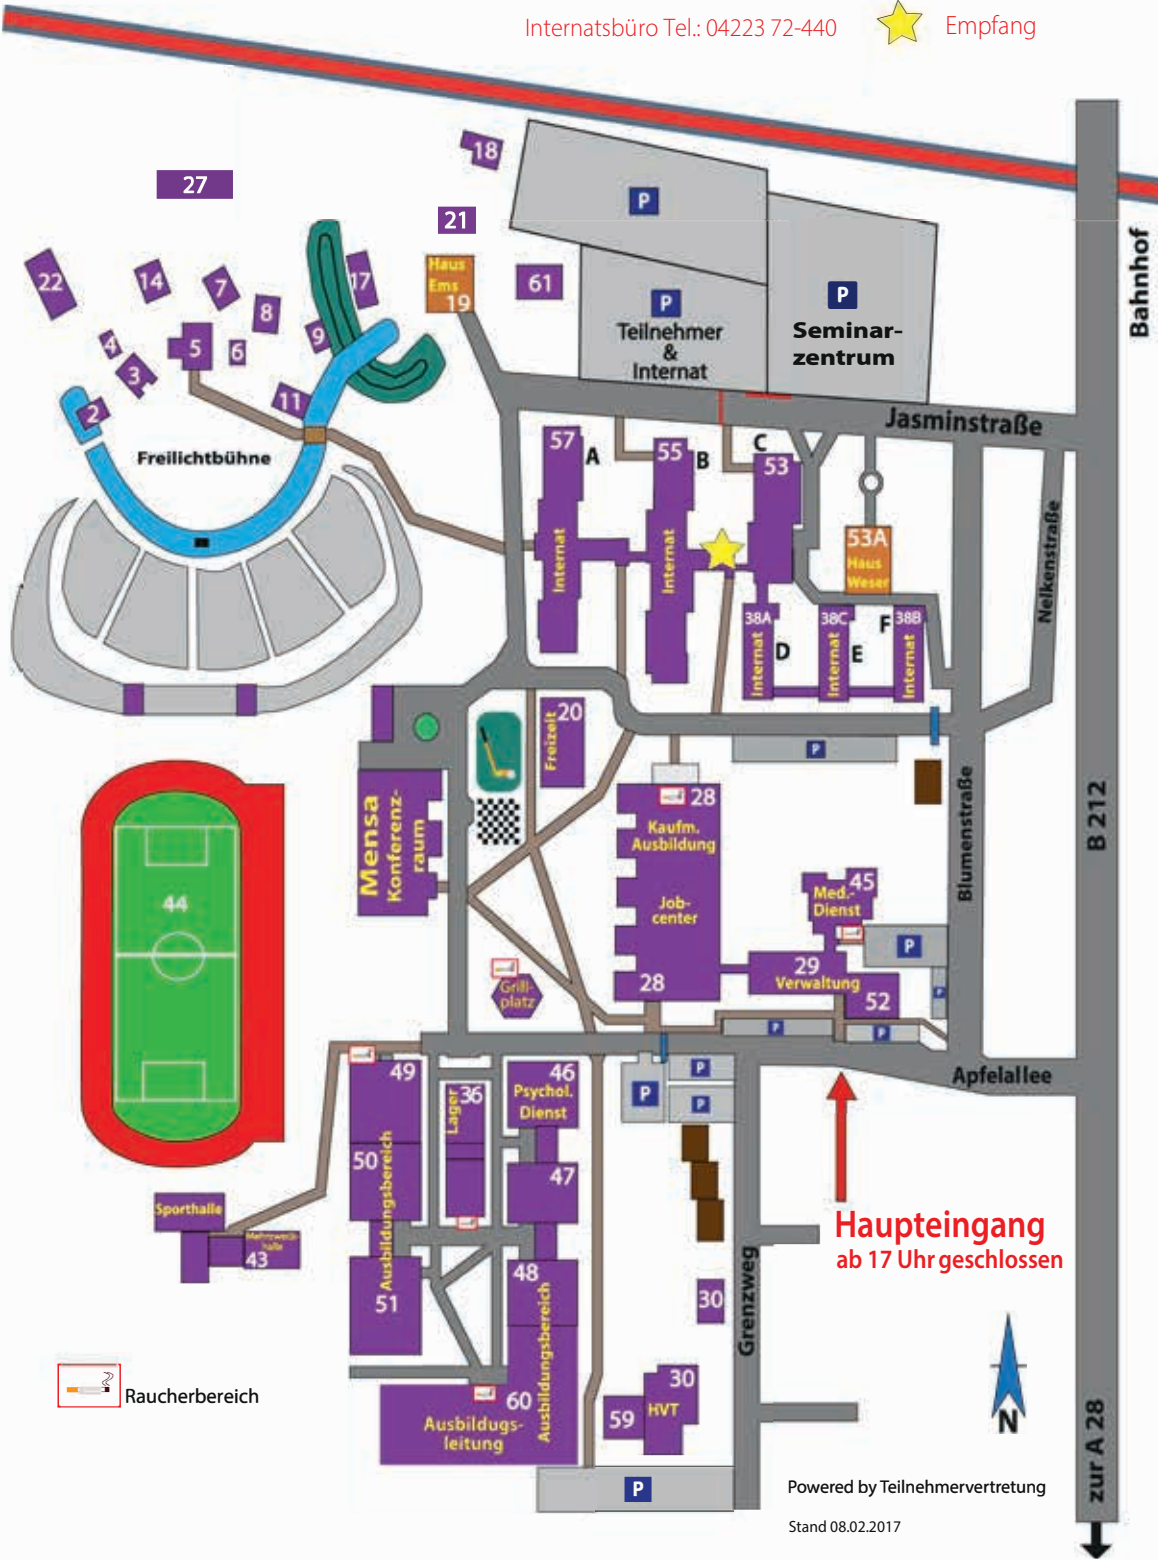 Internatsbüro Tel.: 04223 72-440
Empfang
18
27
P
21
Bahnhof
22
14
7
17
Haus
Ems
19
61
8
P
Teilnehmer
&
Internat
P
Seminar-
zentrum
4
5
6
9
3
2
11
Freilichtbühne
Jasminstraße
57
A
55
B
C
53
Internat
Internat
53A
Haus
Weser
Nelkenstraße
38A
Internat
D
38C
Internat
E
F
38B
Internat
20
Freizeit
P
Mensa
Konferenz-
raum
28
Kaufm.
Ausbildung
Job-
center
28
Blumenstraße
B 212
44
45
Med.-
Dienst
P
29
Verwaltung
52
P
Grill-
platz
P
P
Apfelallee
49
36
Lager
46
Psychol.
Dienst
P
P
P
50
Ausbildungsbereich
47
Sporthalle
43
51
48
Ausbildungsbereich
Haupteingang
ab 17 Uhr geschlossen
30
Grenzweg
Raucherbereich
60
Ausbildugs-
leitung
30
HVT
59
N
zur A 28
P
Powered by Teilnehmervertretung
Stand 08.02.2017